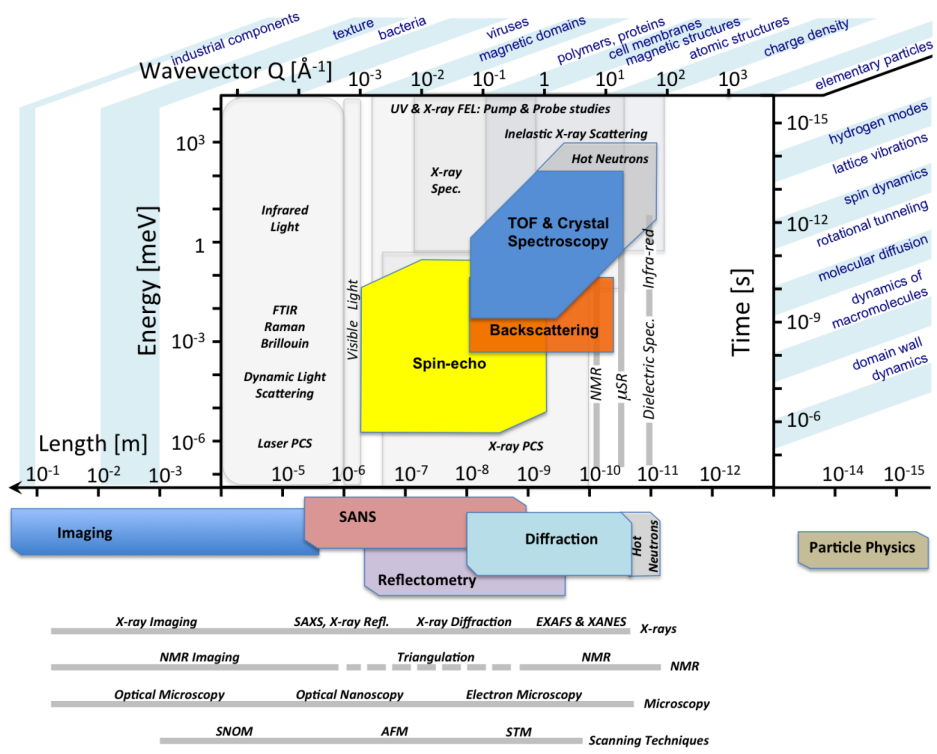 industrial components
texture
bacteria
viruses
magnetic domains
polymers, proteins
cell membranes
magnetic structures
atomic structures
charge density
elementary particles
Wavevector Q [Å⁻¹]
10⁻³ 10⁻² 10⁻¹ 1 10¹ 10² 10³
UV & X-ray FEL: Pump & Probe studies
Inelastic X-ray Scattering
Hot Neutrons
X-ray
Spec.
TOF & Crystal
Spectroscopy
Infrared
Light
FTIR
Raman
Brillouin
Dynamic Light
Scattering
Laser PCS
Visible Light
Spin-echo
Backscattering
X-ray PCS
NMR
μSR
Dielectric Spec.
Infra-red
Energy [meV]
10³
1
10⁻³
10⁻⁶
Time [s]
10⁻¹⁵
10⁻¹²
10⁻⁹
10⁻⁶
hydrogen modes
lattice vibrations
spin dynamics
rotational tunneling
molecular diffusion
dynamics of
macromolecules
domain wall
dynamics
Length [m]
10⁻¹ 10⁻² 10⁻³ 10⁻⁵ 10⁻⁶ 10⁻⁷ 10⁻⁸ 10⁻⁹ 10⁻¹⁰ 10⁻¹¹ 10⁻¹² 10⁻¹⁴ 10⁻¹⁵
Imaging
SANS
Reflectometry
Diffraction
Hot
Neutrons
Particle Physics
X-ray Imaging SAXS, X-ray Refl. X-ray Diffraction EXAFS & XANES X-rays
NMR Imaging Triangulation NMR NMR
Optical Microscopy Optical Nanoscopy Electron Microscopy Microscopy
SNOM AFM STM Scanning Techniques